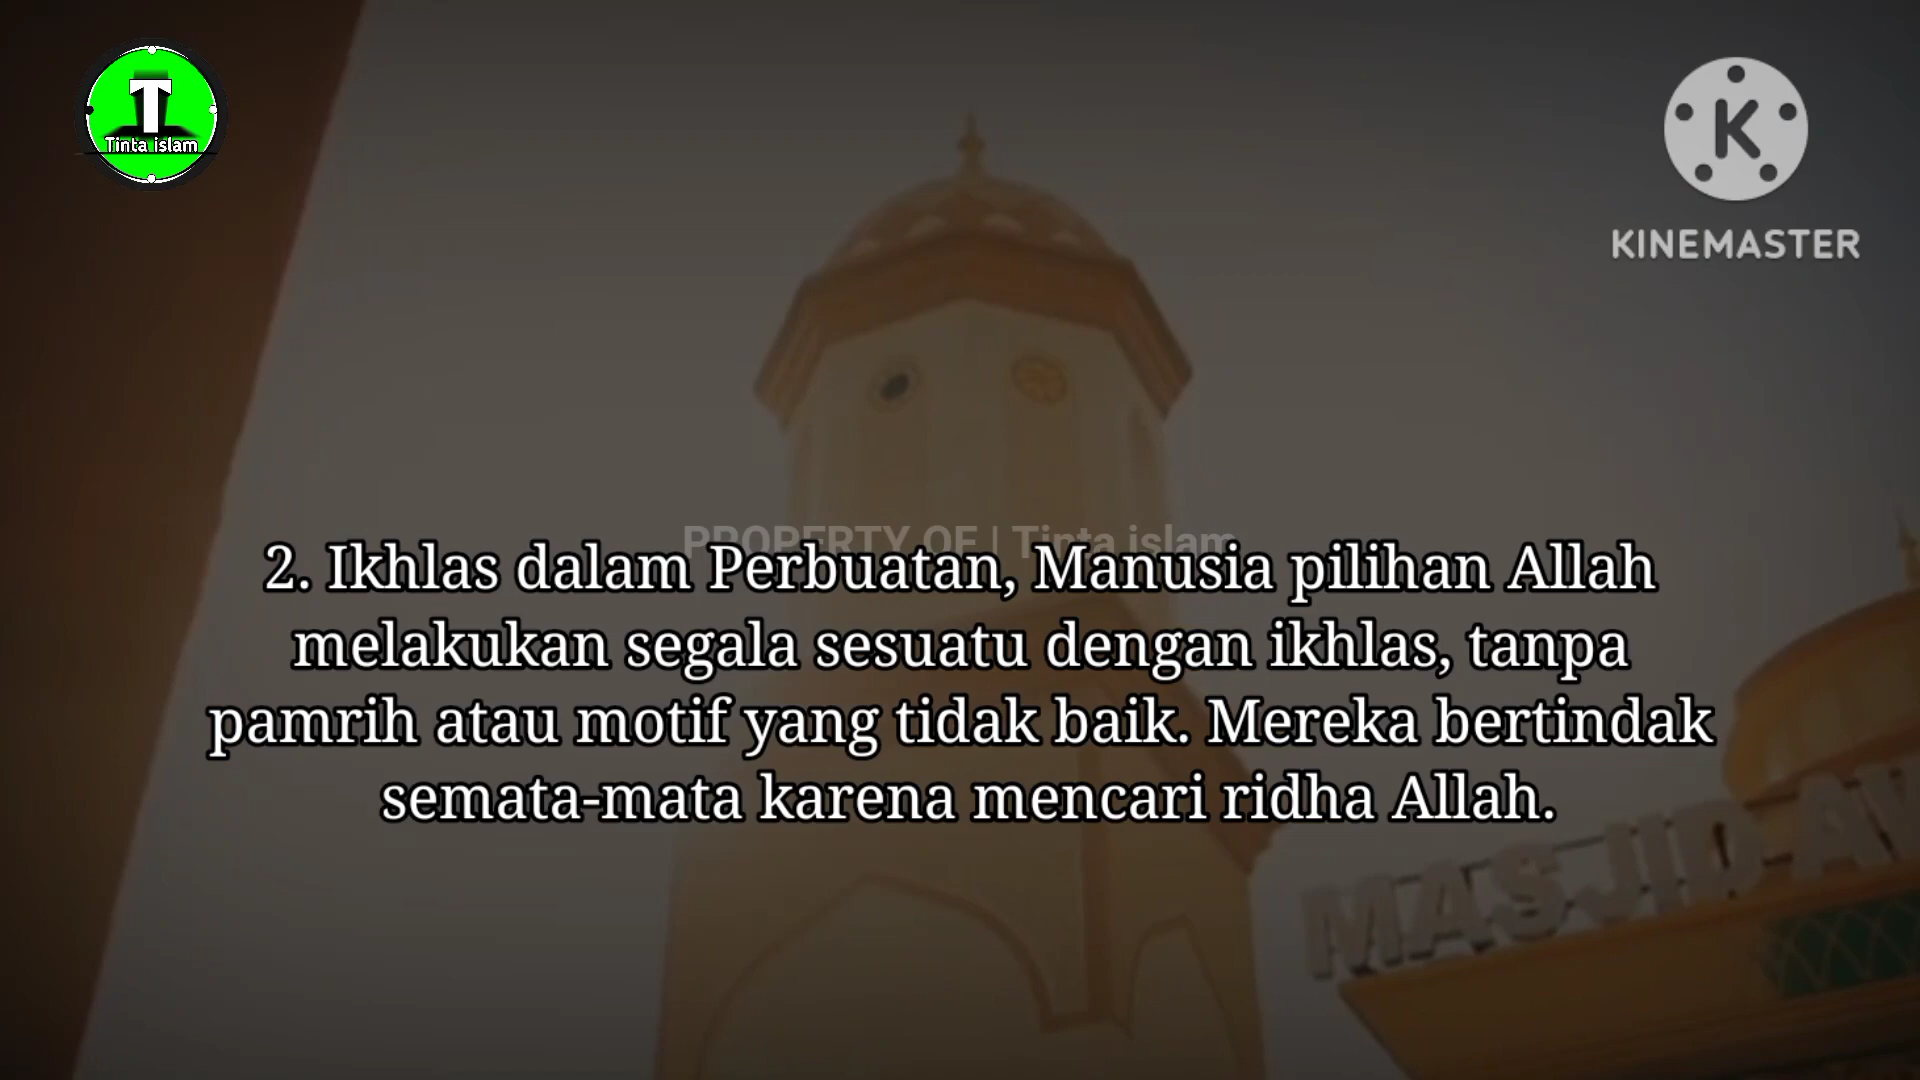 T
Tinta islam
K
KINEMASTER
PROPERTY OF | Tinta islam
2. Ikhlas dalam Perbuatan, Manusia pilihan Allah
melakukan segala sesuatu dengan ikhlas, tanpa
pamrih atau motif yang tidak baik. Mereka bertindak
semata-mata karena mencari ridha Allah.
MASJID